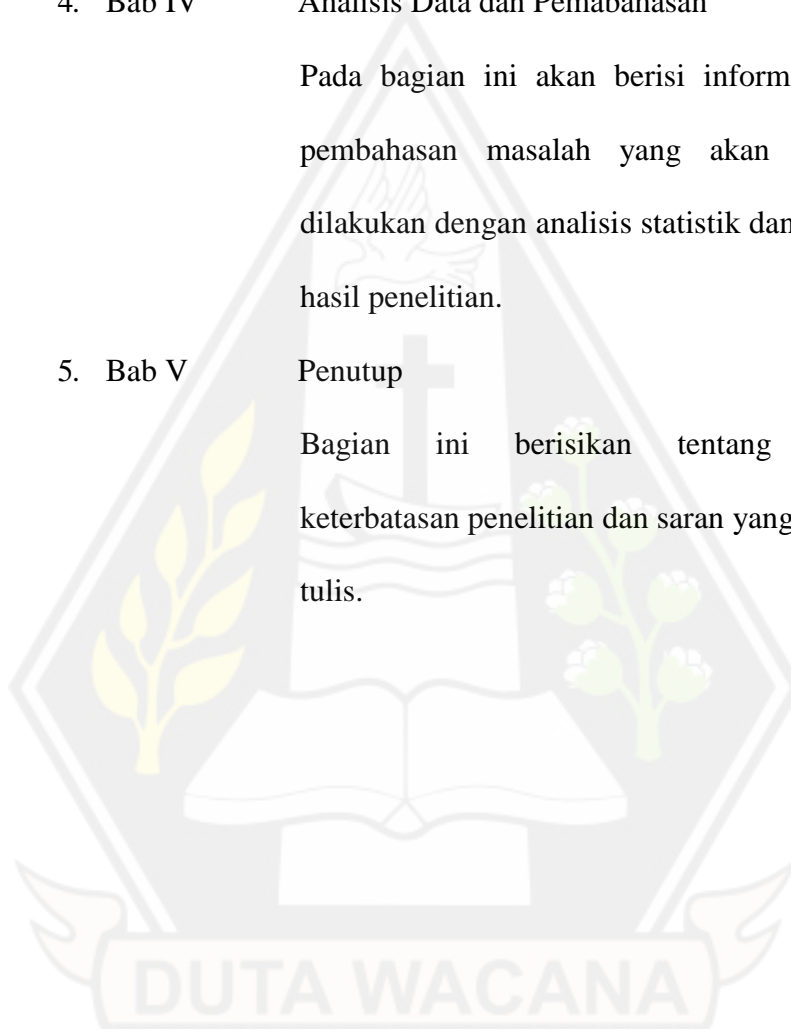 4. Bab IV Analisis Data dan Pemabahasan
Pada bagian ini akan berisi inform
pembahasan masalah yang akan
dilakukan dengan analisis statistik dan
hasil penelitian.
5. Bab V Penutup
Bagian ini berisikan tentang
keterbatasan penelitian dan saran yang
tulis.
DUTA WACANA